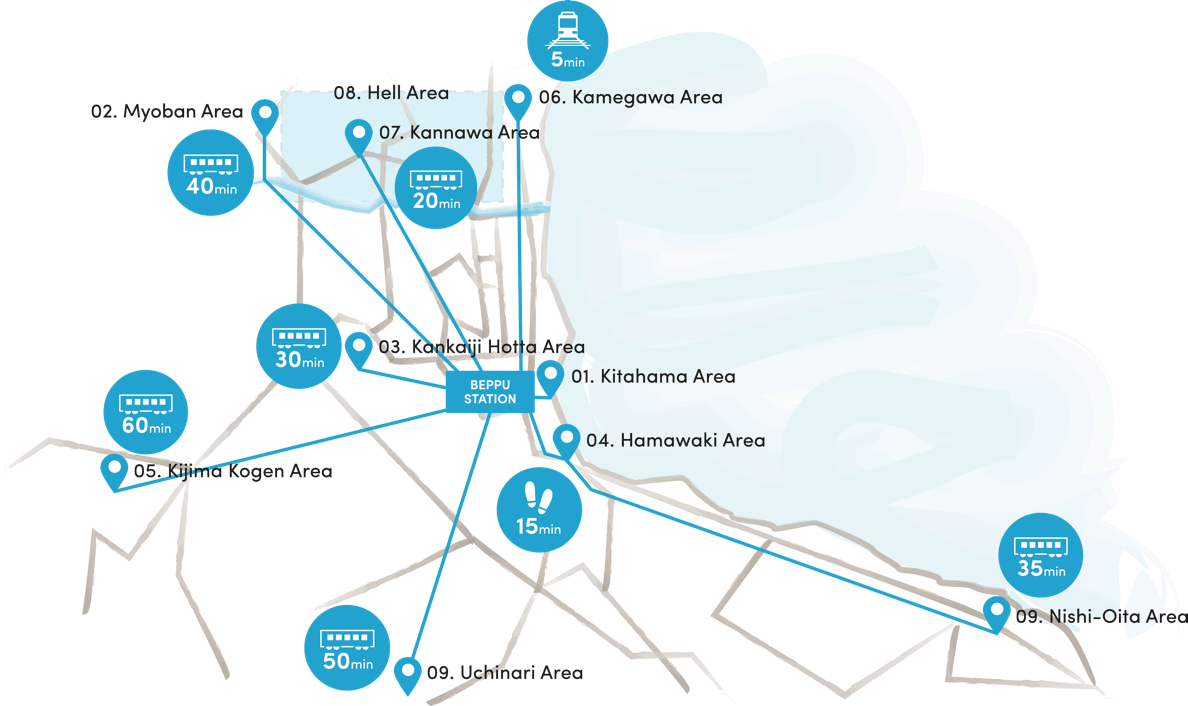 5min
08. Hell Area
02. Myoban Area
06. Kamegawa Area
07. Kannawa Area
40min
20min
03. Kankaiji Hotta Area
30min
01. Kitahama Area
BEPPU
STATION
60min
04. Hamawaki Area
05. Kijima Kogen Area
15min
35min
09. Nishi-Oita Area
50min
09. Uchinari Area